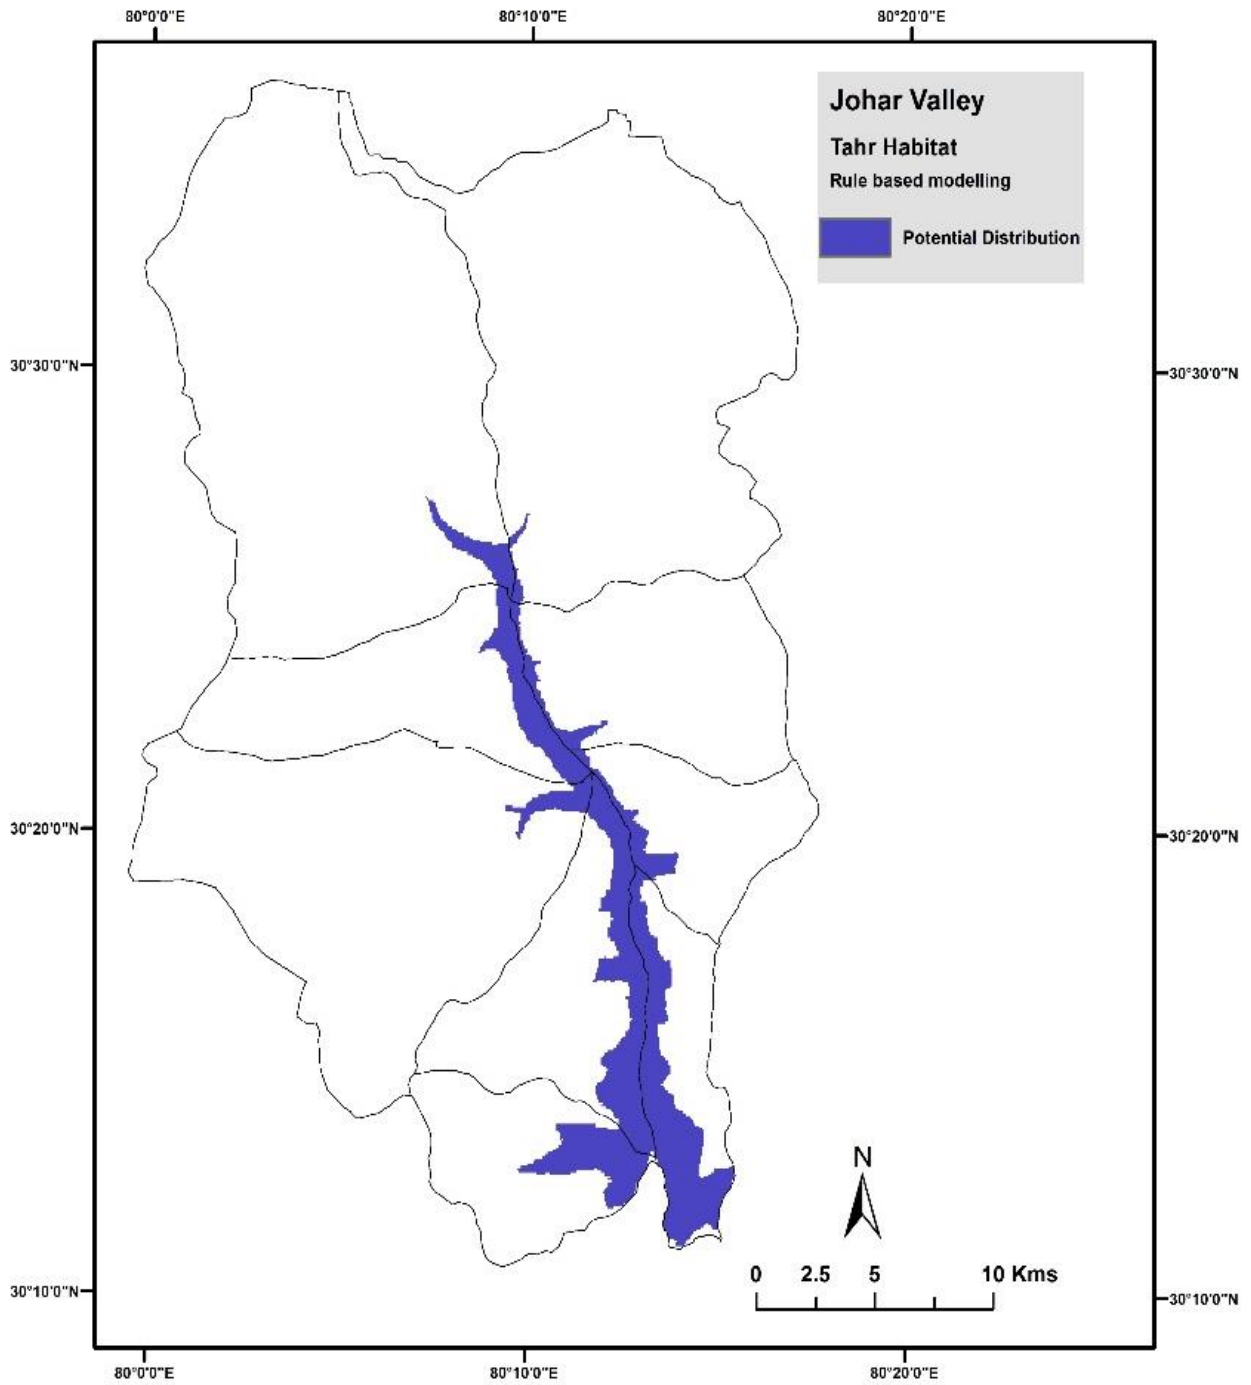 80°0'0"E 80°10'0"E 80°20'0"E
Johar Valley
Tahr Habitat
Rule based modelling
Potential Distribution
30°30'0"N 30°30'0"N
30°20'0"N 30°20'0"N
N
0 2.5 5 10 Kms
30°10'0"N 30°10'0"N
80°0'0"E 80°10'0"E 80°20'0"E